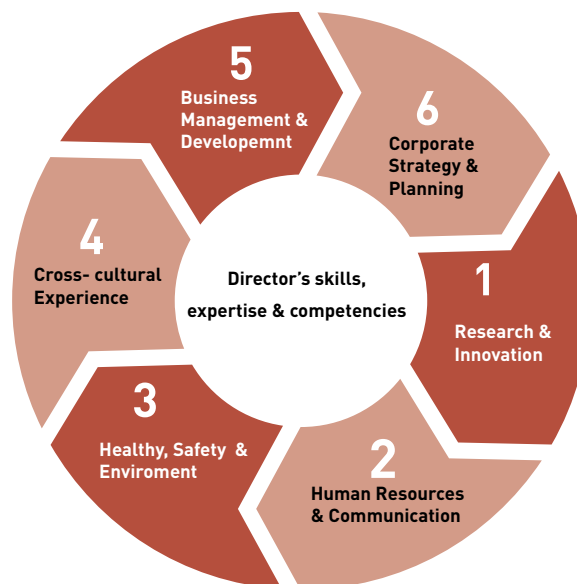 Director's skills,
expertise & competencies
1
Research &
Innovation
2
Human Resources
& Communication
3
Healthy, Safety &
Enviroment
4
Cross- cultural
Experience
5
Business
Management &
Developemnt
6
Corporate
Strategy &
Planning